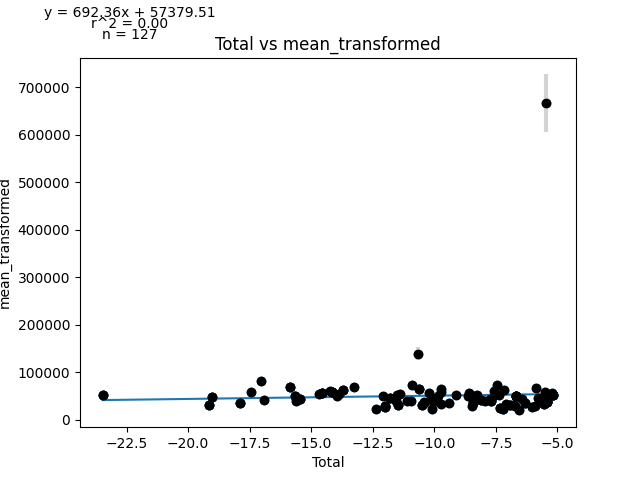 y = 692.36x + 57379.51
r^2 = 0.00
n = 127
Total vs mean_transformed
700000
600000
500000
400000
300000
200000
100000
0
mean_transformed
−22.5 −20.0 −17.5 −15.0 −12.5 −10.0 −7.5 −5.0
Total